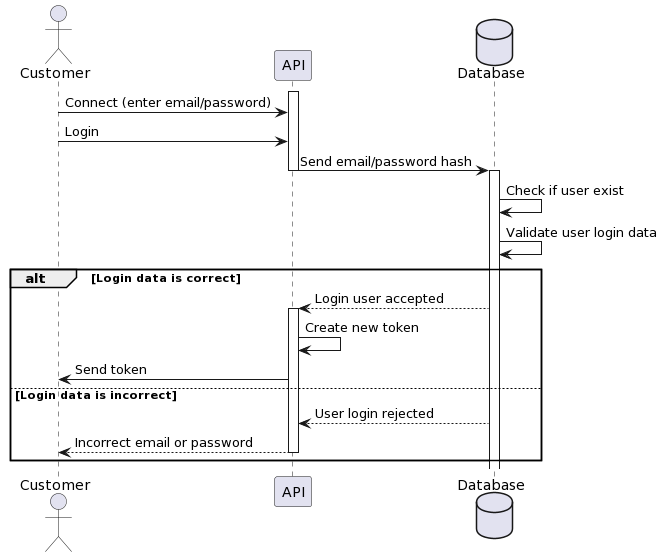 Customer
API
Database
Connect (enter email/password)
Login
Send email/password hash
Check if user exist
Validate user login data
alt [Login data is correct]
Login user accepted
Create new token
Send token
[Login data is incorrect]
User login rejected
Incorrect email or password
Customer
API
Database